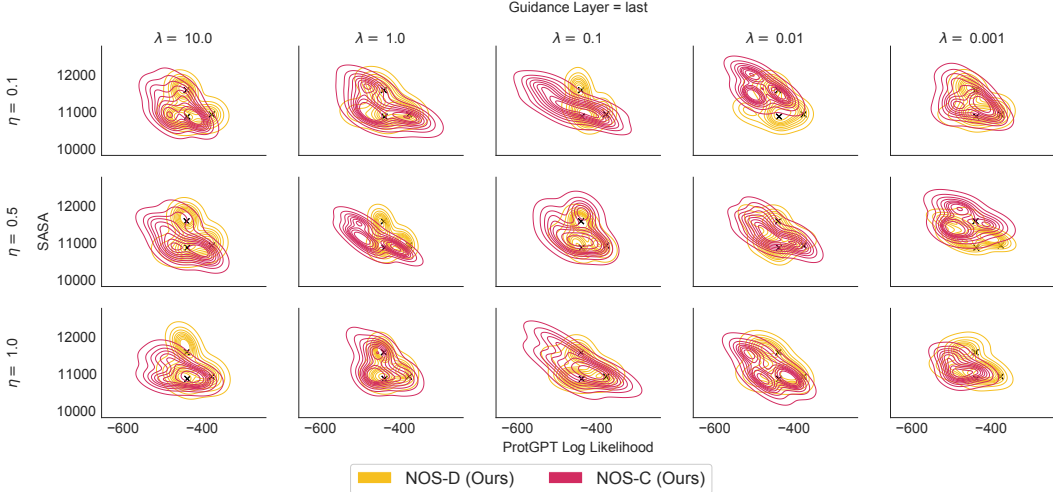 Guidance Layer = last
λ = 10.0
λ = 1.0
λ = 0.1
λ = 0.01
λ = 0.001
η = 0.1
12000
11000
10000
η = 0.5
SASA
12000
11000
10000
η = 1.0
12000
11000
10000
−600 −400
−600 −400
−600 −400
−600 −400
−600 −400
ProtGPT Log Likelihood
NOS-D (Ours)
NOS-C (Ours)